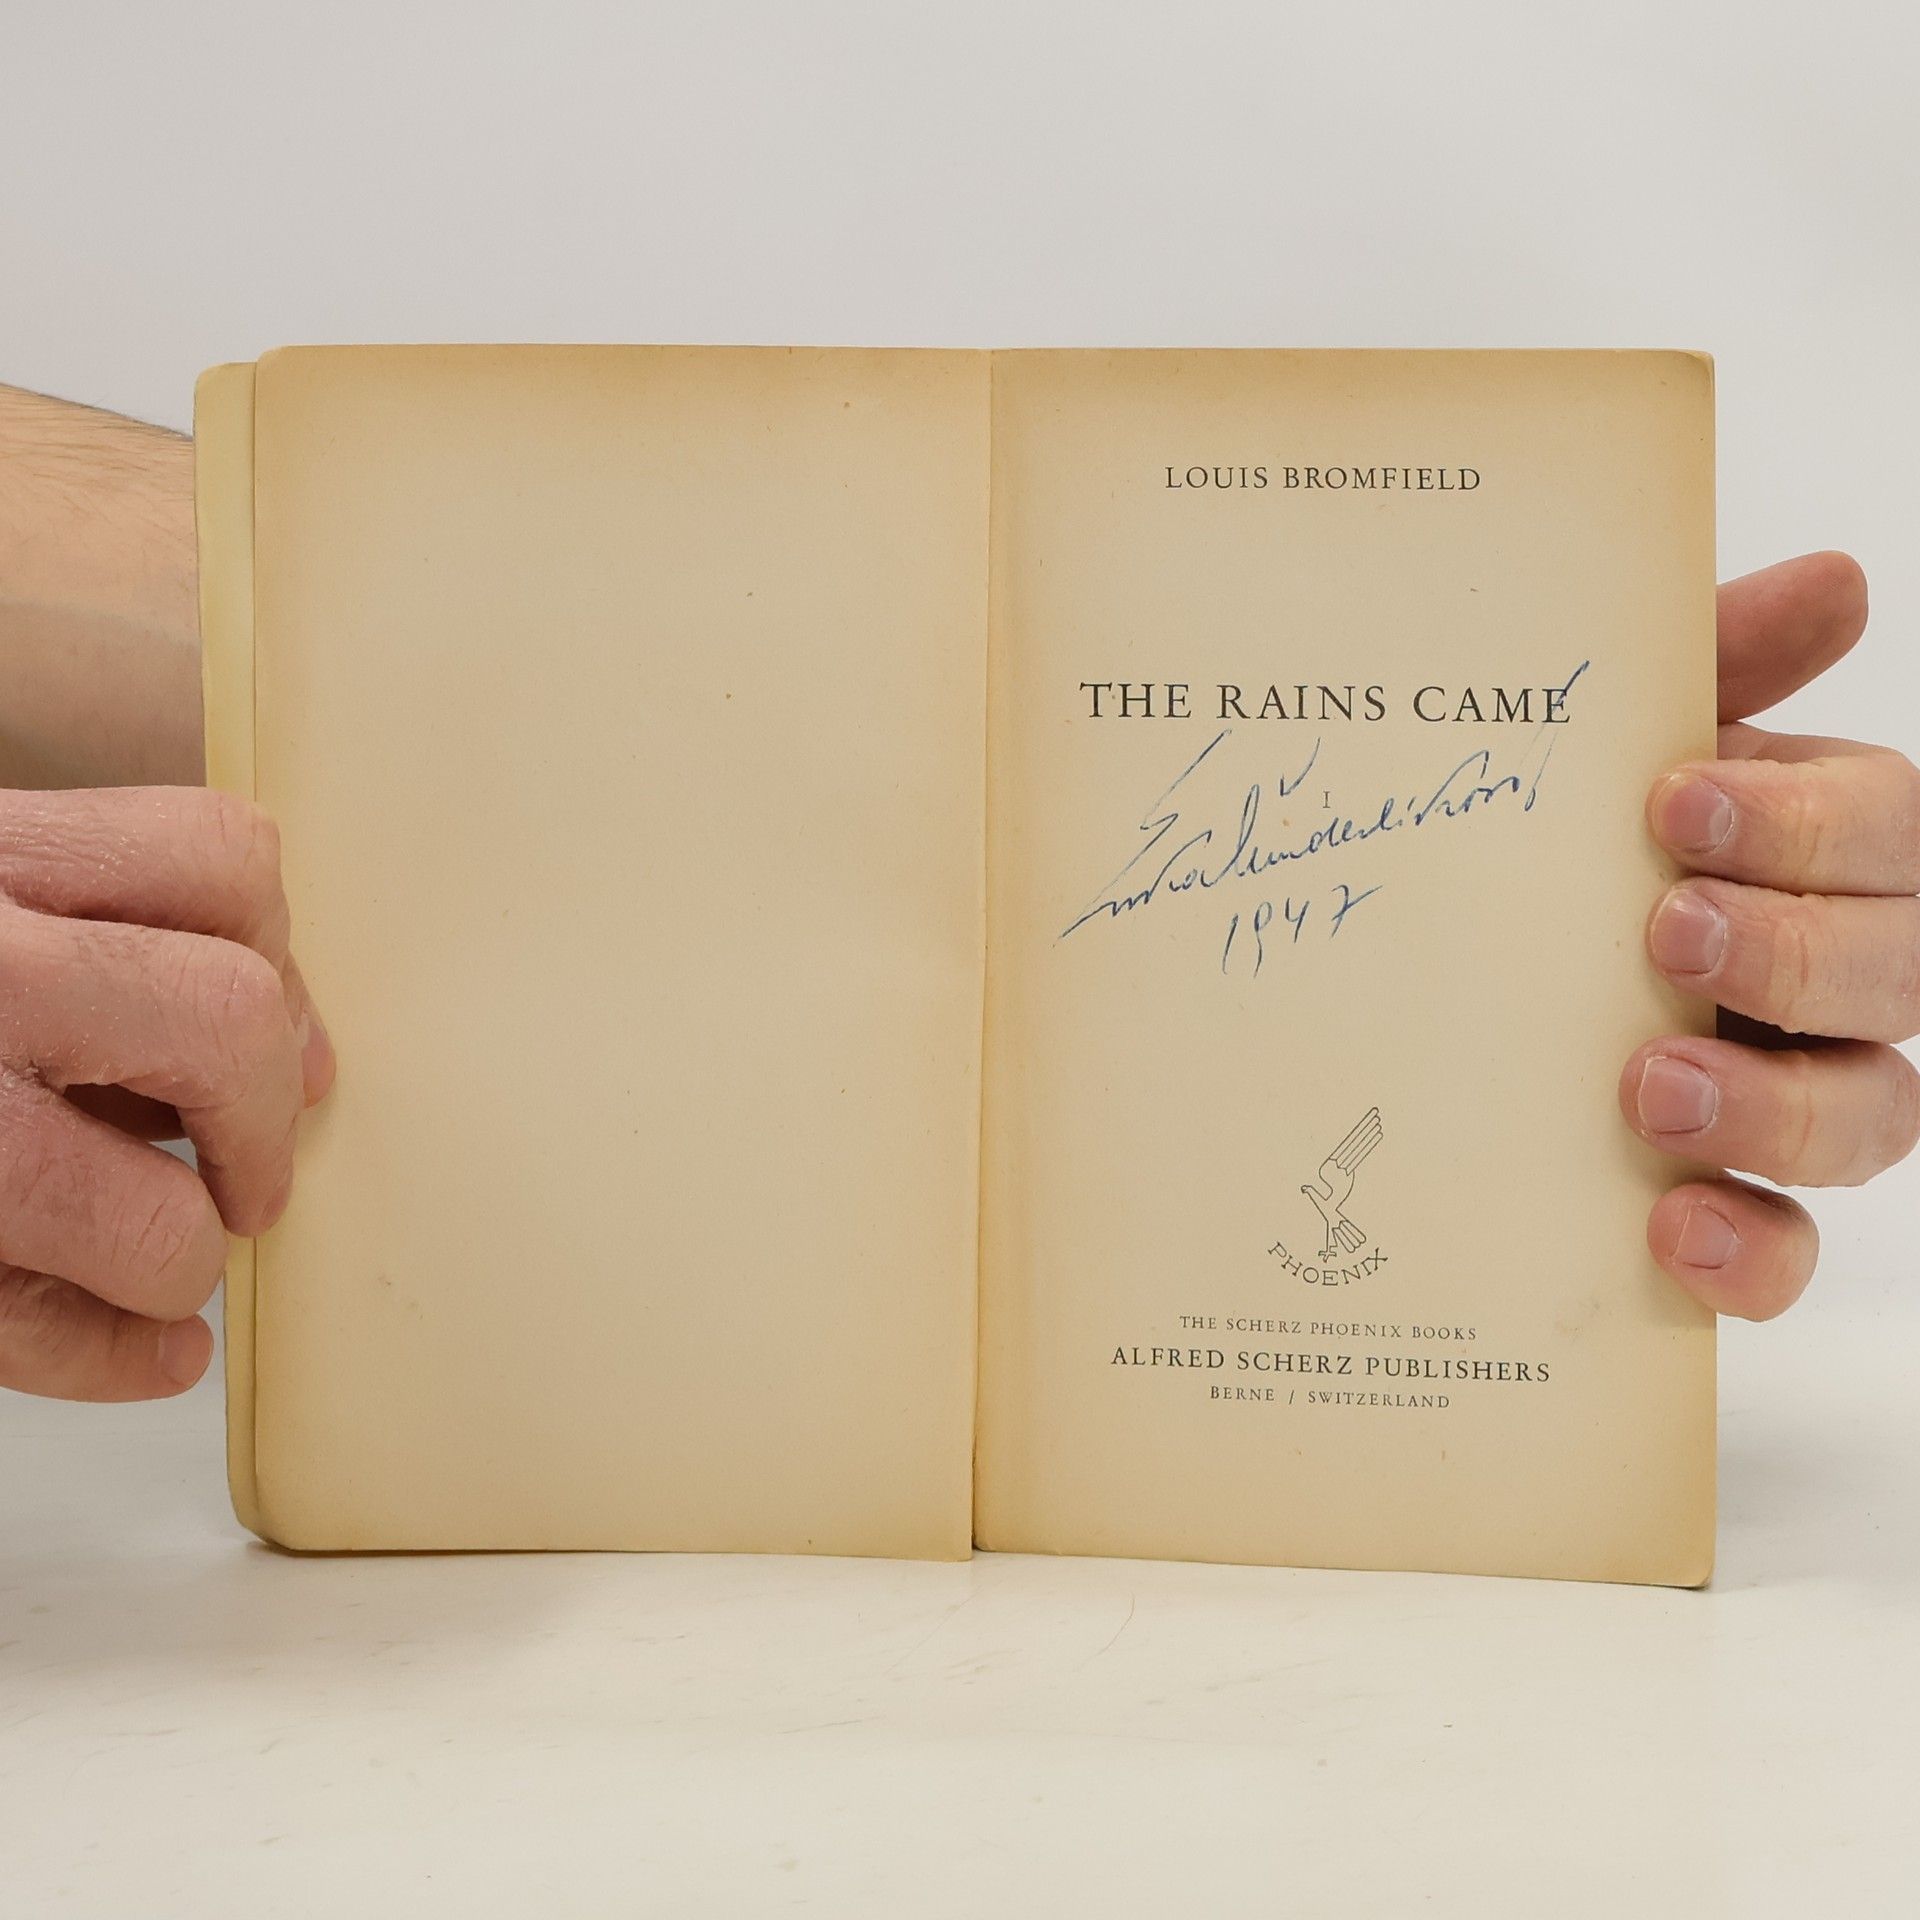 LOUIS BROMFIELD
THE RAINS CAME
I
1947
PHOENIX
THE SCHERZ PHOENIX BOOKS
ALFRED SCHERZ PUBLISHERS
BERNE / SWITZERLAND